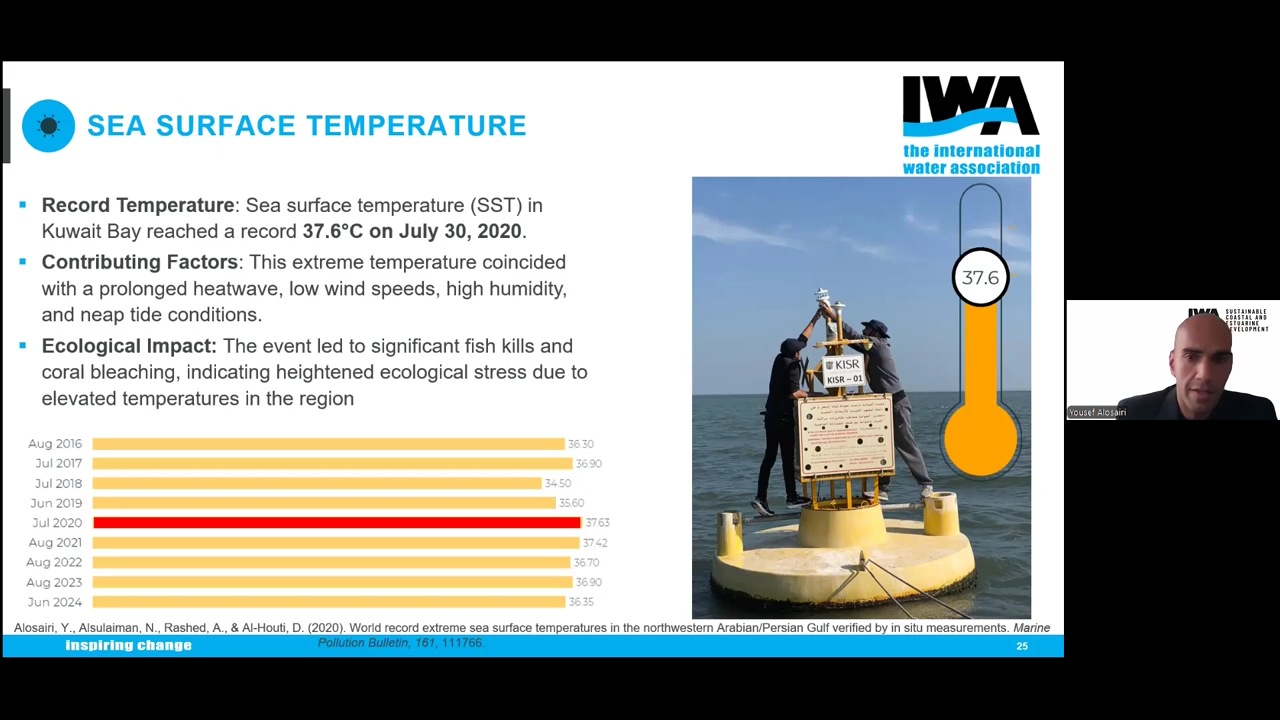 SEA SURFACE TEMPERATURE
IWA
the international
water association
Record Temperature: Sea surface temperature (SST) in
Kuwait Bay reached a record 37.6°C on July 30, 2020.
Contributing Factors: This extreme temperature coincided
with a prolonged heatwave, low wind speeds, high humidity,
and neap tide conditions.
Ecological Impact: The event led to significant fish kills and
coral bleaching, indicating heightened ecological stress due to
elevated temperatures in the region
Aug 2016 36.30
Jul 2017 36.90
Jul 2018 34.50
Jun 2019 35.60
Jul 2020 37.63
Aug 2021 37.42
Aug 2022 36.70
Aug 2023 36.90
Jun 2024 36.35
37.6
KISR
KISR – 01
Alosairi, Y., Alsulaiman, N., Rashed, A., & Al-Houti, D. (2020). World record extreme sea surface temperatures in the northwestern Arabian/Persian Gulf verified by in situ measurements. Marine
Pollution Bulletin, 161, 111766.
inspiring change
25
IWA
SUSTAINABLE
COASTAL AND
ESTUARINE
DEVELOPMENT
Yousef Alosairi